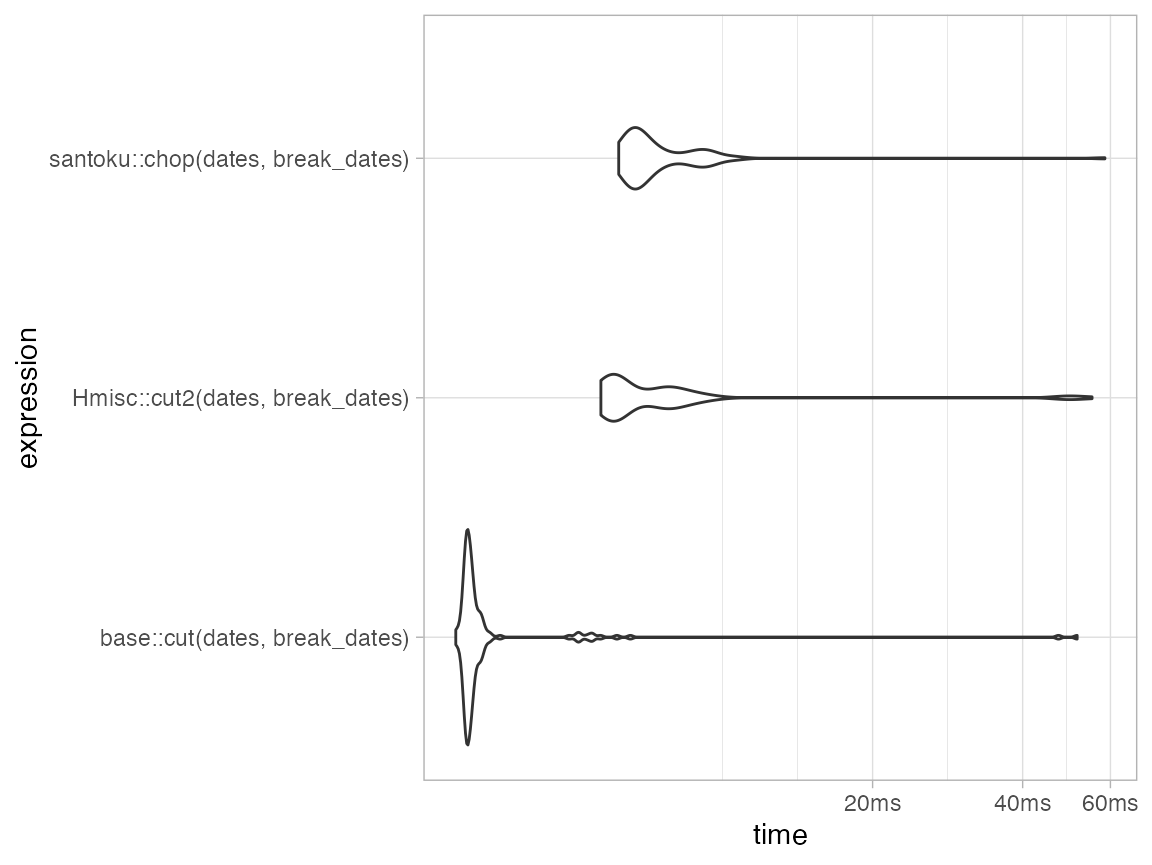 santoku::chop(dates, break_dates)
Hmisc::cut2(dates, break_dates)
base::cut(dates, break_dates)
expression
20ms
40ms
60ms
time